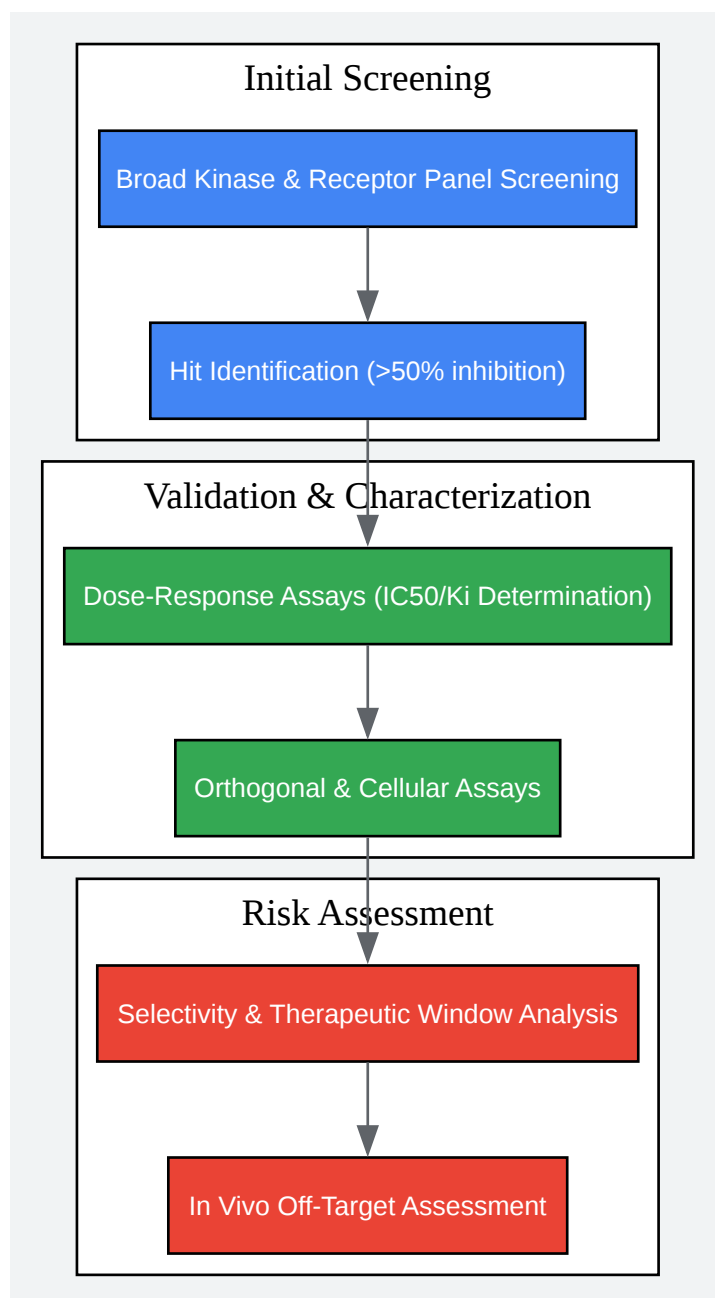 Initial Screening
Broad Kinase & Receptor Panel Screening
Hit Identification (>50% inhibition)
Validation & Characterization
Dose-Response Assays (IC50/Ki Determination)
Orthogonal & Cellular Assays
Risk Assessment
Selectivity & Therapeutic Window Analysis
In Vivo Off-Target Assessment